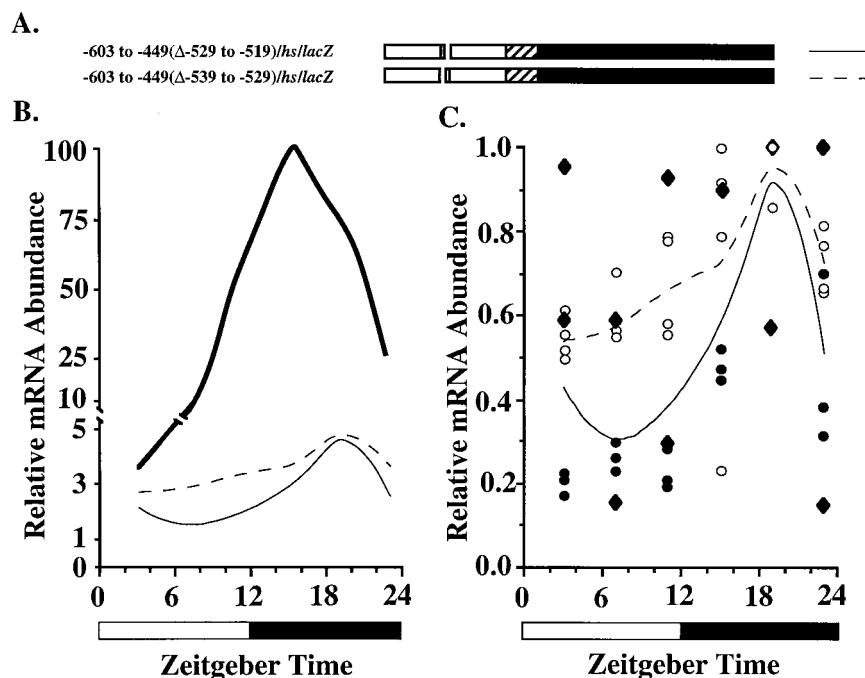 A.
-603 to -449(Δ-529 to -519)/hs/lacZ
-603 to -449(Δ-539 to -529)/hs/lacZ
B.
Relative mRNA Abundance
100
75
50
25
10
5
3
1
0
0 6 12 18 24
Zeitgeber Time
C.
Relative mRNA Abundance
1.0
0.8
0.6
0.4
0.2
0.0
0 6 12 18 24
Zeitgeber Time